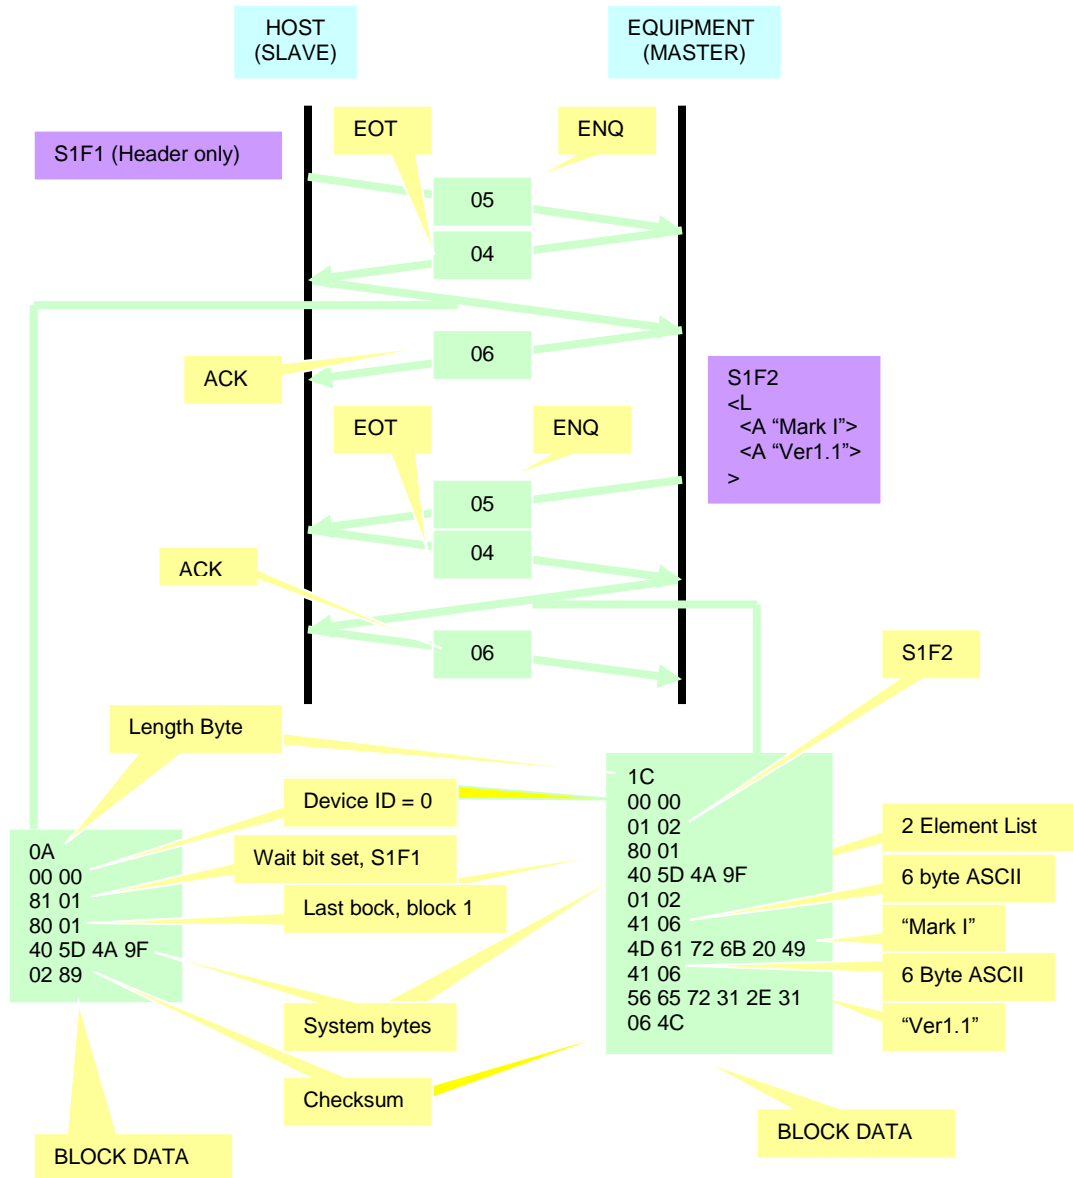 HOST
(SLAVE)
EQUIPMENT
(MASTER)
EOT
ENQ
S1F1 (Header only)
05
04
06
ACK
S1F2
<L
<A “Mark I”>
<A “Ver1.1”>
>
EOT
ENQ
05
04
ACK
06
S1F2
Length Byte
1C
00 00
01 02
80 01
40 5D 4A 9F
01 02
41 06
4D 61 72 6B 20 49
41 06
56 65 72 31 2E 31
06 4C
Device ID = 0
2 Element List
Wait bit set, S1F1
0A
00 00
81 01
80 01
40 5D 4A 9F
02 89
6 byte ASCII
Last bock, block 1
“Mark I”
6 Byte ASCII
System bytes
“Ver1.1”
Checksum
BLOCK DATA
BLOCK DATA